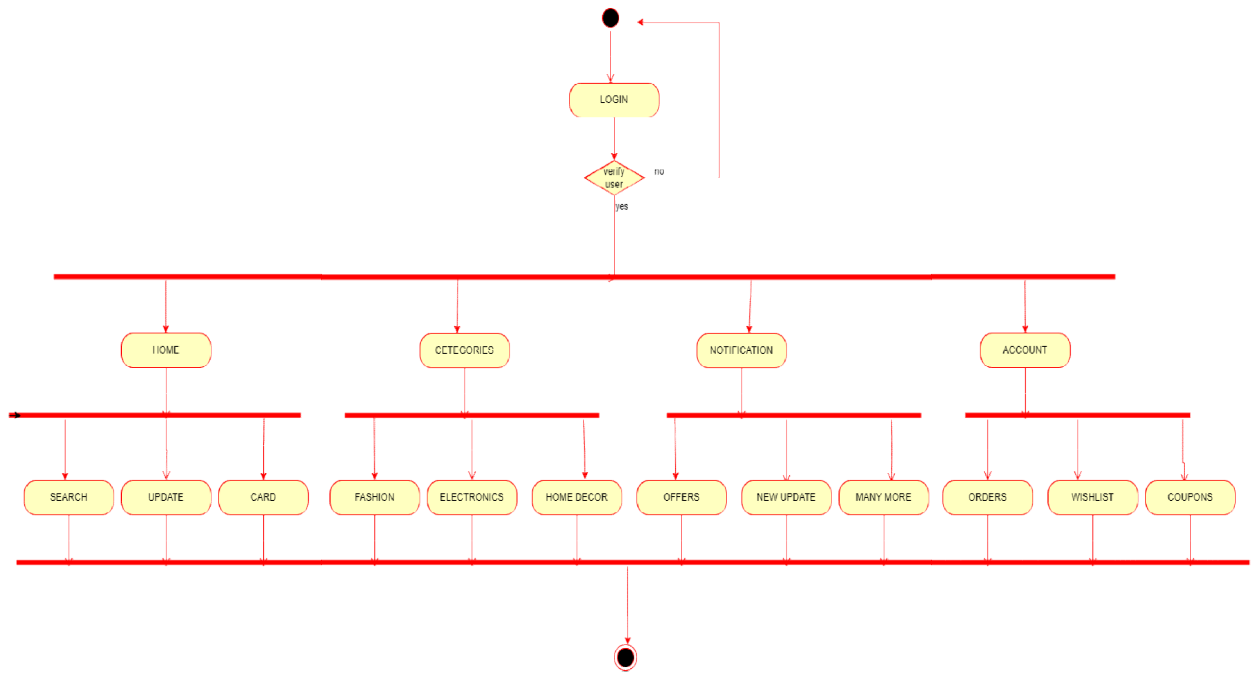 LOGIN
verify
user
no
yes
HOME
CETEGORIES
NOTIFICATION
ACCOUNT
SEARCH
UPDATE
CARD
FASHION
ELECTRONICS
HOME DECOR
OFFERS
NEW UPDATE
MANY MORE
ORDERS
WISHLIST
COUPONS